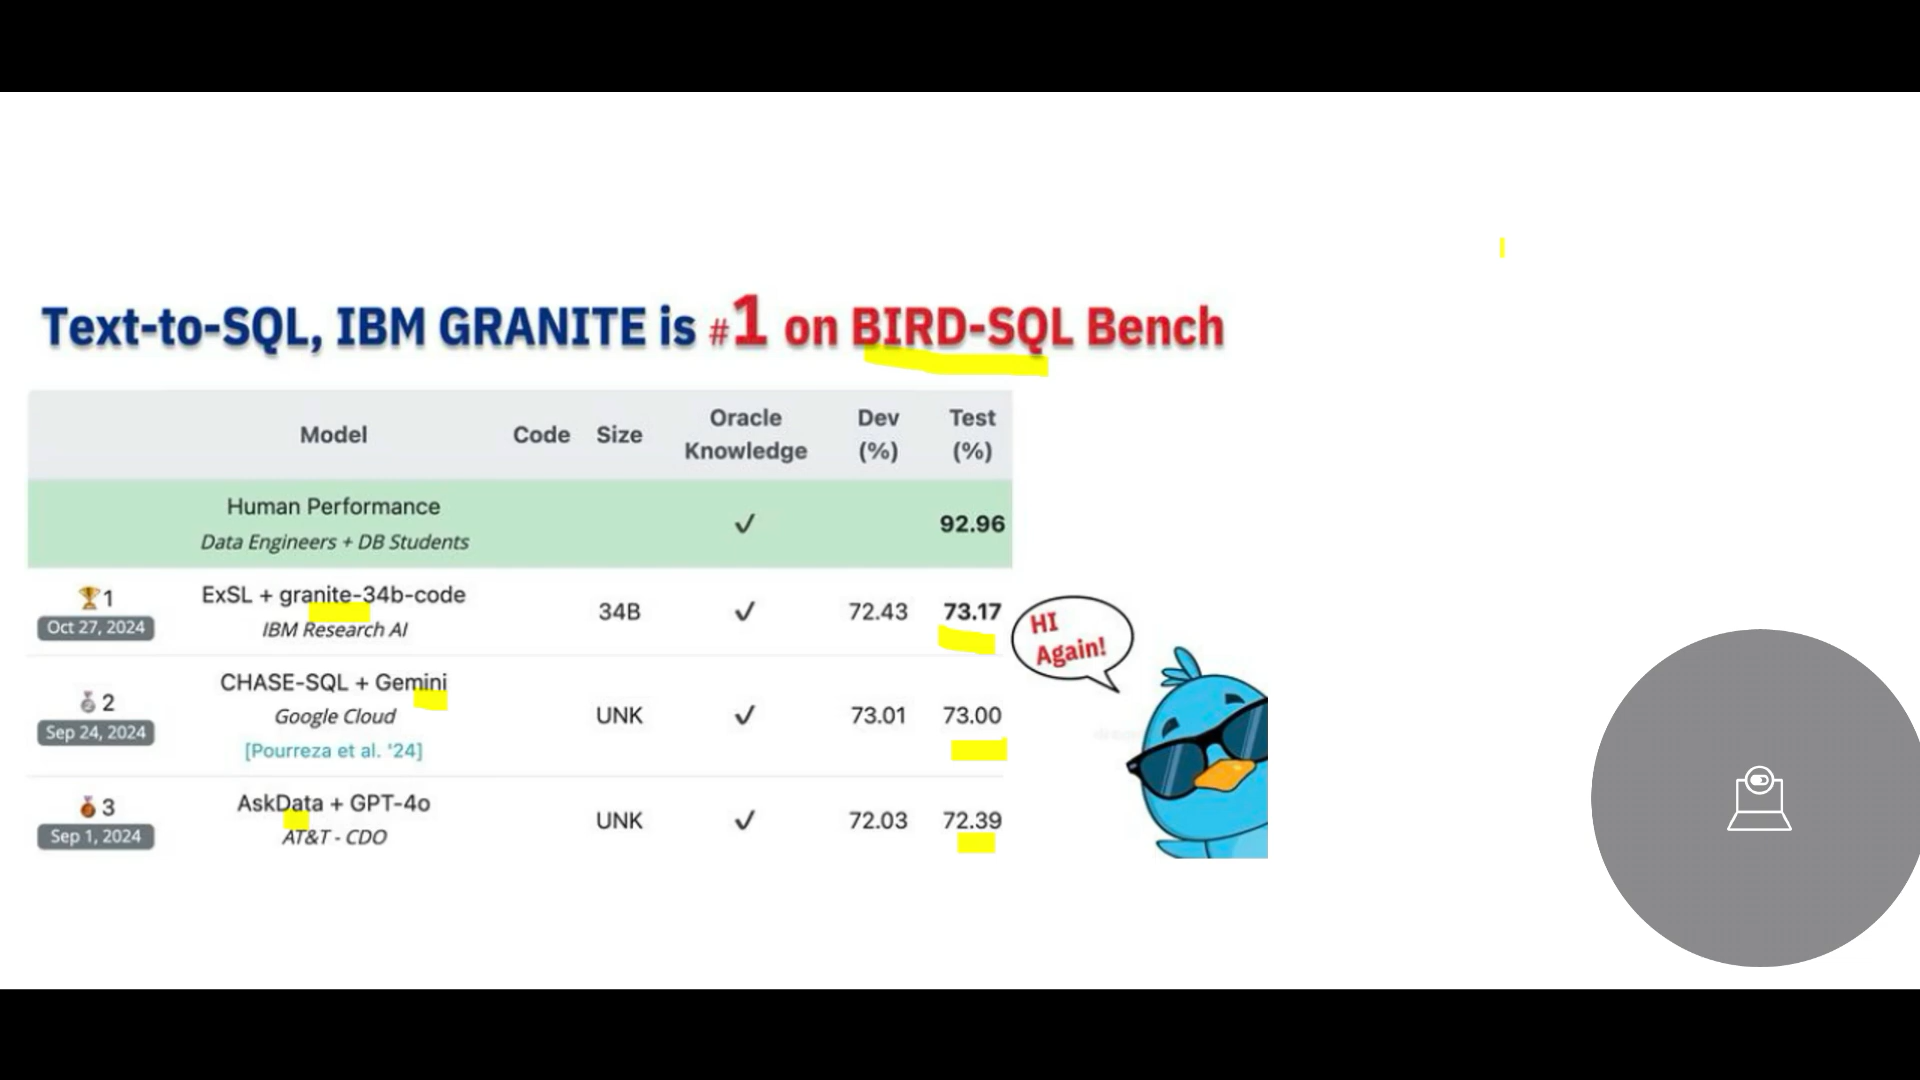 Text-to-SQL, IBM GRANITE is #1 on BIRD-SQL Bench
Model Code Size Oracle Knowledge Dev (%) Test (%)
Human Performance
Data Engineers + DB Students
✓ 92.96
1
Oct 27, 2024
ExSL + granite-34b-code
IBM Research AI
34B ✓ 72.43 73.17
HI
Again!
2
Sep 24, 2024
CHASE-SQL + Gemini
Google Cloud
[Pourreza et al. '24]
UNK ✓ 73.01 73.00
3
Sep 1, 2024
AskData + GPT-4o
AT&T - CDO
UNK ✓ 72.03 72.39